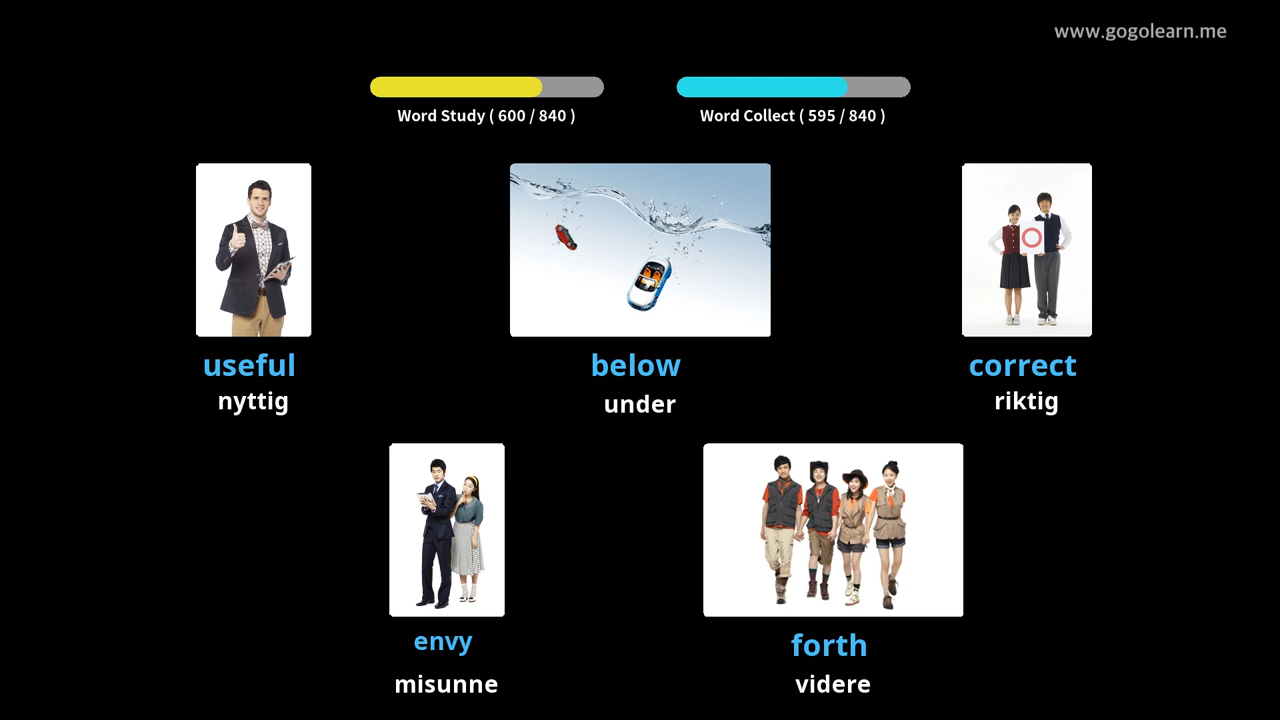 www.gogolearn.me
Word Study ( 600 / 840 )
Word Collect ( 595 / 840 )
useful
nyttig
below
under
correct
riktig
envy
misunne
forth
videre